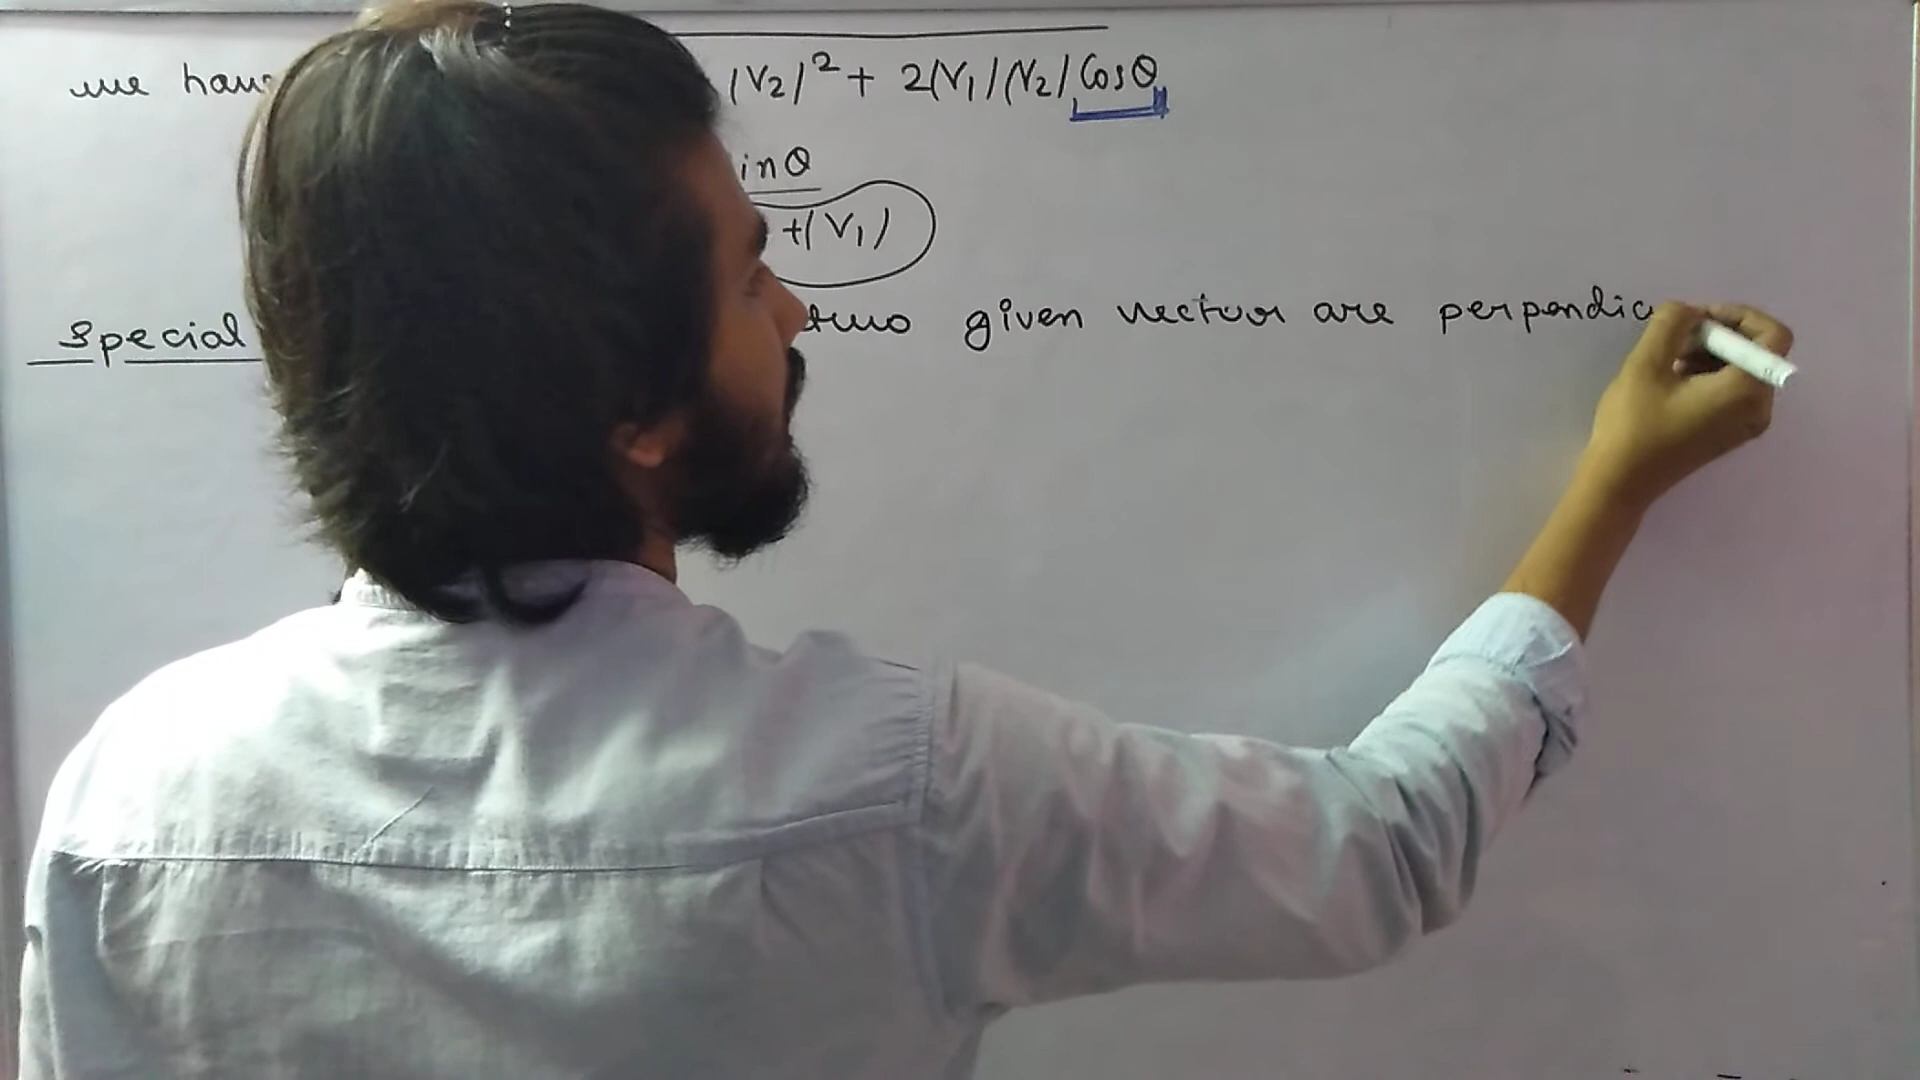 we have |V2|² + 2|V1||V2| Cosθ
inθ
+|V1|
Special two given vector are perpendic